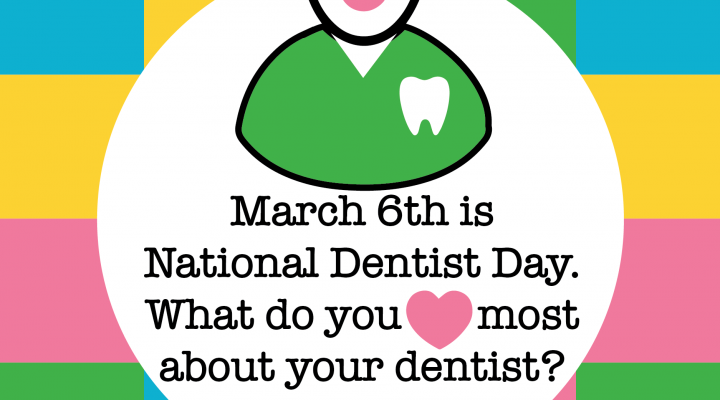 March 6th is
National Dentist Day.
What do you most
about your dentist?